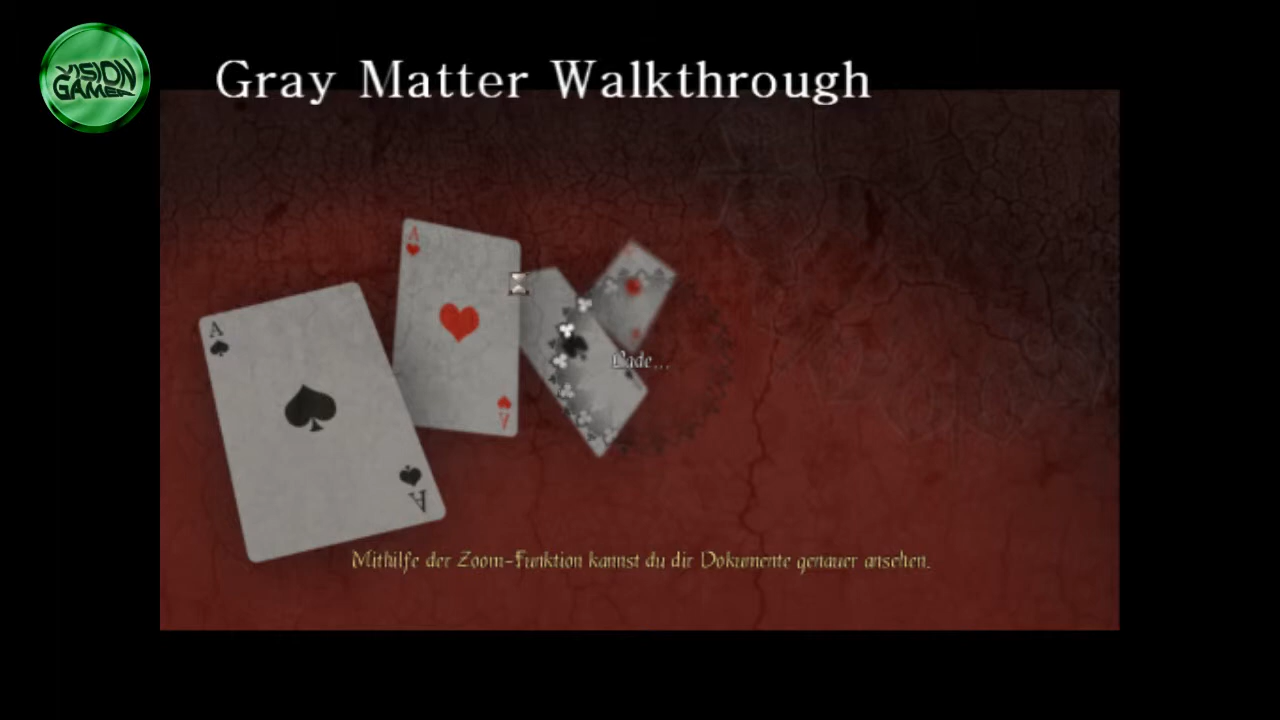 VISION
GAMER
Gray Matter Walkthrough
A
A
A
A
Lade...
Mithilfe der Zoom-Funktion kannst du dir Dokumente genauer ansehen.